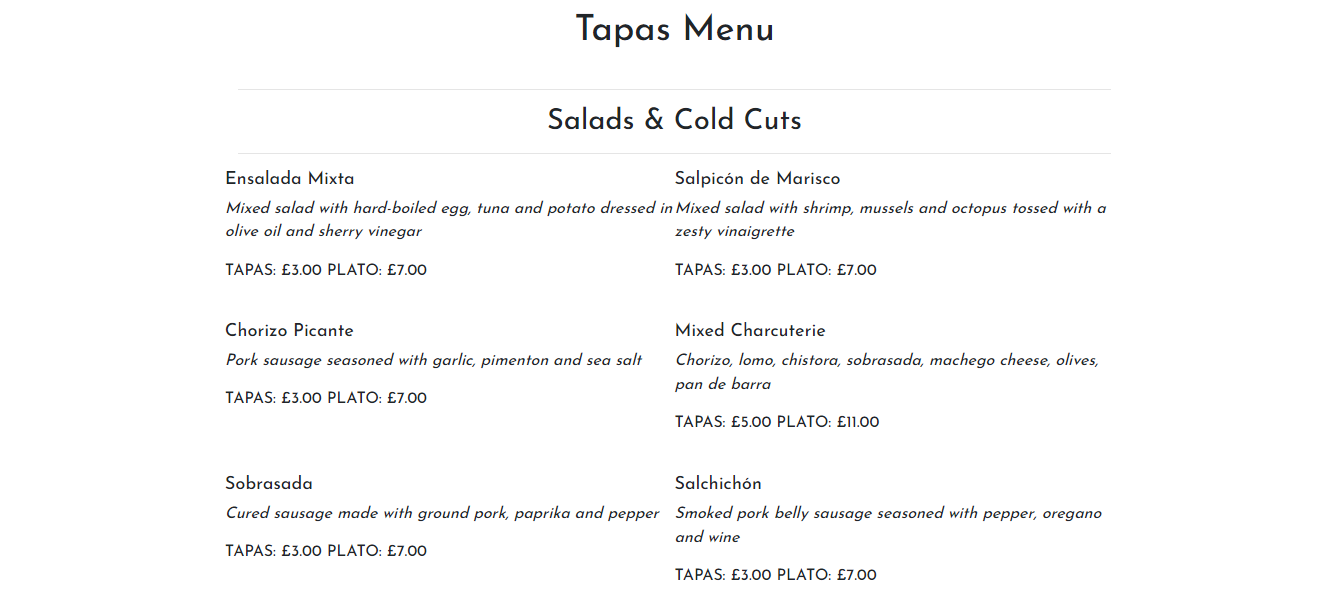 Tapas Menu
Salads & Cold Cuts
Ensalada Mixta
Mixed salad with hard-boiled egg, tuna and potato dressed in
olive oil and sherry vinegar
TAPAS: £3.00 PLATO: £7.00
Salpicón de Marisco
Mixed salad with shrimp, mussels and octopus tossed with a
zesty vinaigrette
TAPAS: £3.00 PLATO: £7.00
Chorizo Picante
Pork sausage seasoned with garlic, pimenton and sea salt
TAPAS: £3.00 PLATO: £7.00
Mixed Charcuterie
Chorizo, lomo, chistora, sobrasada, machego cheese, olives,
pan de barra
TAPAS: £5.00 PLATO: £11.00
Sobrasada
Cured sausage made with ground pork, paprika and pepper
TAPAS: £3.00 PLATO: £7.00
Salchichón
Smoked pork belly sausage seasoned with pepper, oregano
and wine
TAPAS: £3.00 PLATO: £7.00